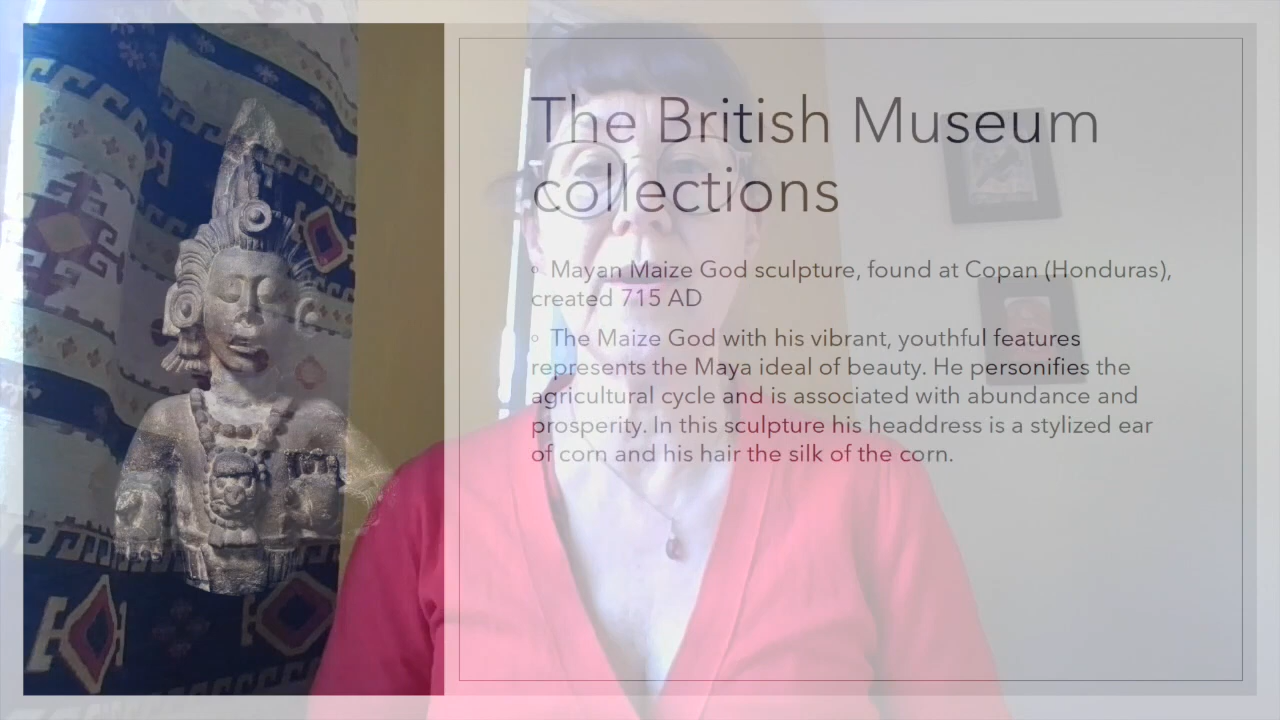 The British Museum
collections
◦ Mayan Maize God sculpture, found at Copan (Honduras),
created 715 AD
◦ The Maize God with his vibrant, youthful features
represents the Maya ideal of beauty. He personifies the
agricultural cycle and is associated with abundance and
prosperity. In this sculpture his headdress is a stylized ear
of corn and his hair the silk of the corn.